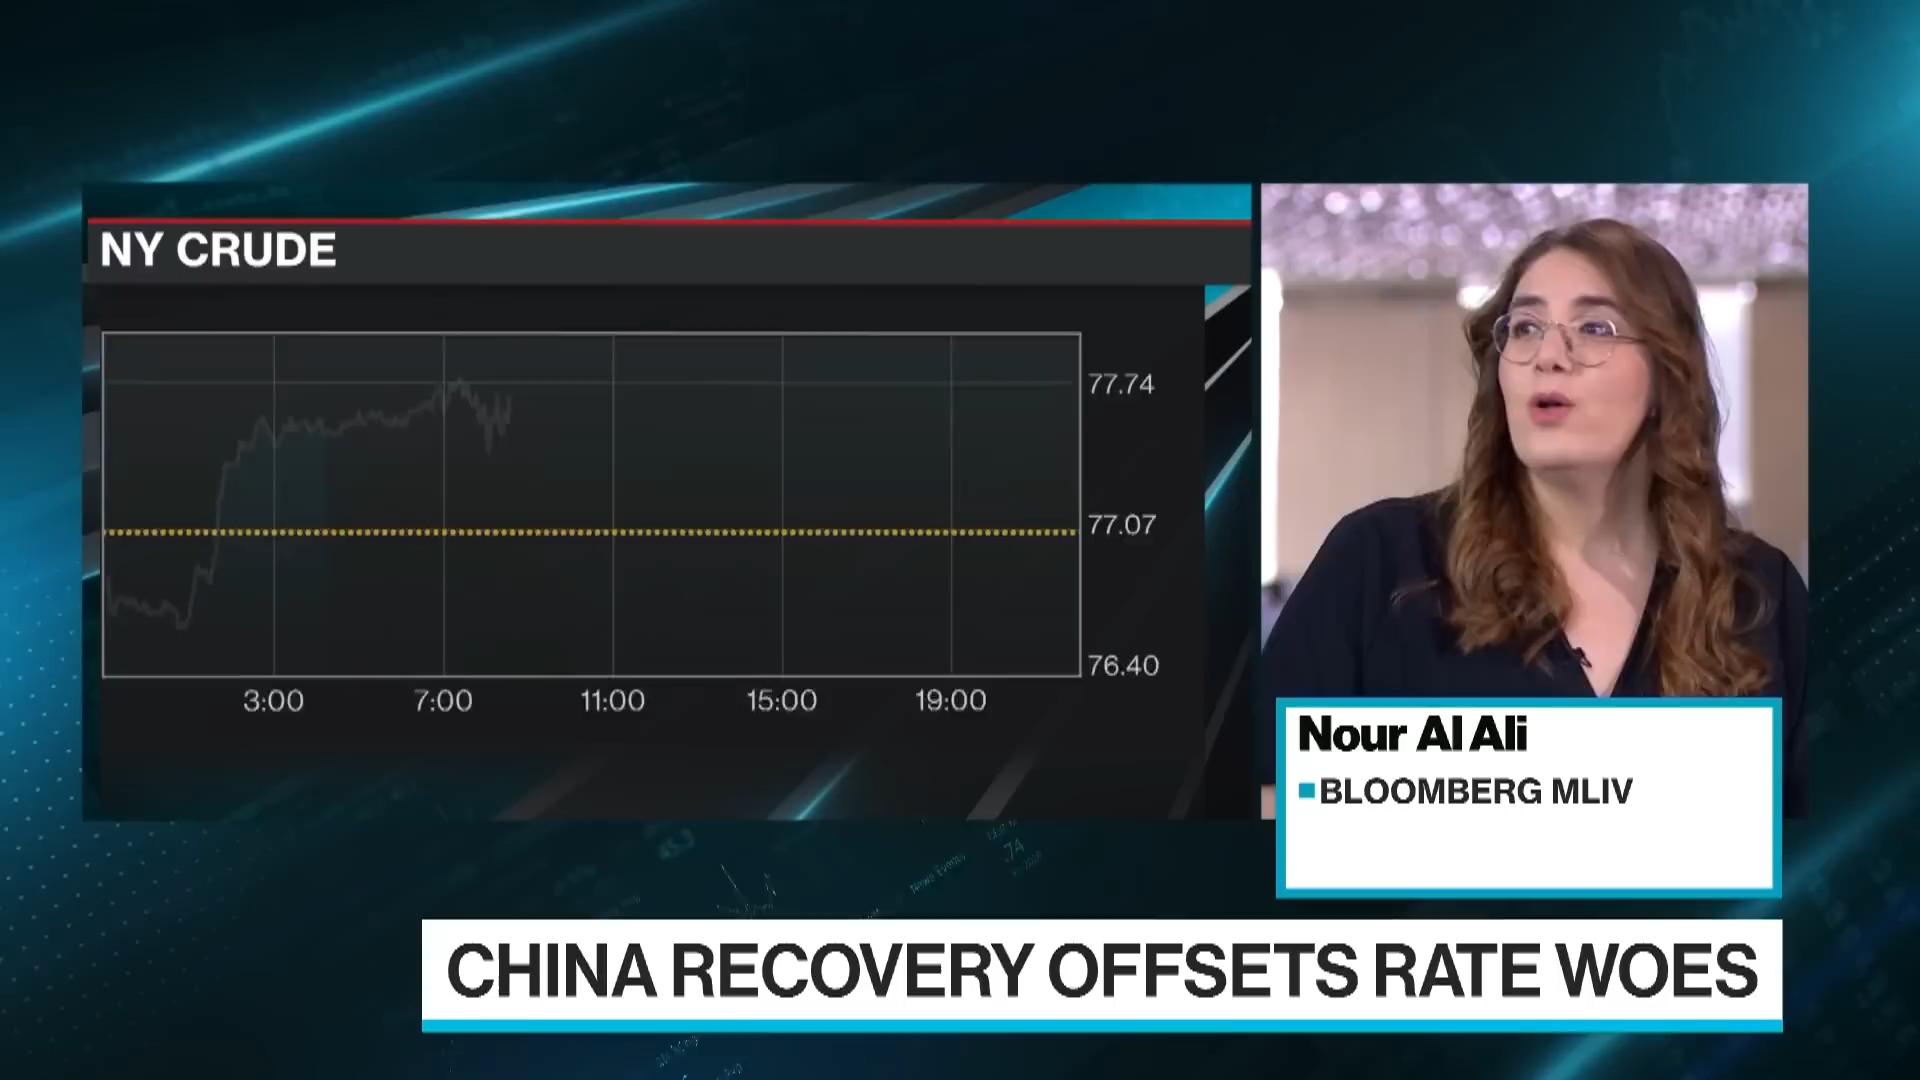 NY CRUDE
77.74
77.07
76.40
3:00 7:00 11:00 15:00 19:00
Nour Al Ali
BLOOMBERG MLIV
CHINA RECOVERY OFFSETS RATE WOES